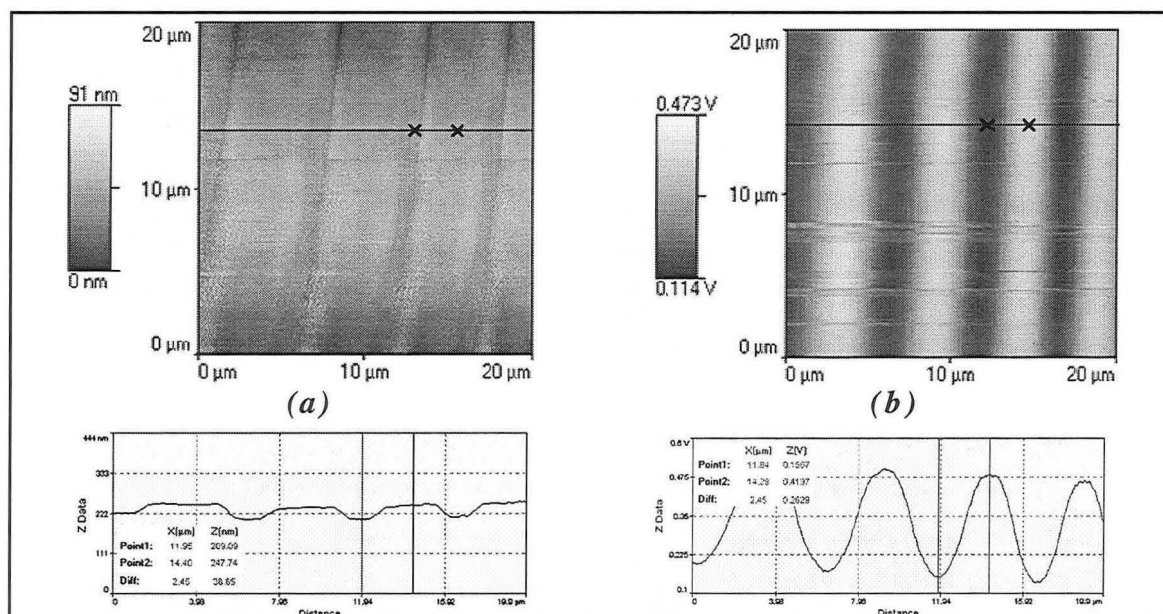 20 µm
91 nm
10 µm
0 nm
0 µm
0 µm
10 µm
20 µm
(a)
20 µm
0.473 V
10 µm
0.114 V
0 µm
0 µm
10 µm
20 µm
(b)
444 nm
333
222
111
0
Z Data
X[µm] Z[nm]
Point1: 11.95 209.09
Point2: 14.40 247.74
Diff: 2.45 38.65
0 3.98 7.96 11.94 15.92 19.9 µm
Distance
0.6 V
0.475
0.35
0.225
0.1
Z Data
X[µm] Z[V]
Point1: 11.84 0.1567
Point2: 14.29
Diff: 2.45
0 3.98 7.96 11.94 15.92 19.9 µm
Distance